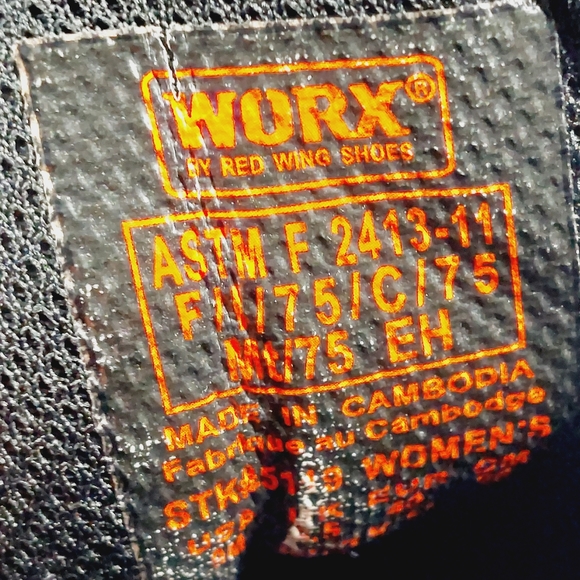 WORX®
BY RED WING SHOES
ASTM F 2413-11
F/I/75/C/75
Mt/75 EH
MADE IN CAMBODIA
Fabrique au Cambodge
WOMEN'S